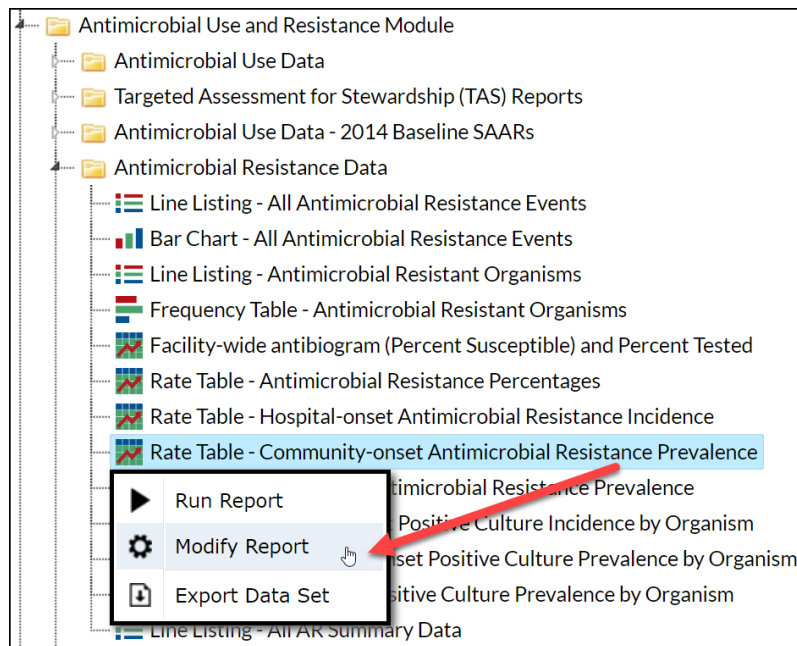 Antimicrobial Use and Resistance Module
Antimicrobial Use Data
Targeted Assessment for Stewardship (TAS) Reports
Antimicrobial Use Data - 2014 Baseline SAARs
Antimicrobial Resistance Data
Line Listing - All Antimicrobial Resistance Events
Bar Chart - All Antimicrobial Resistance Events
Line Listing - Antimicrobial Resistant Organisms
Frequency Table - Antimicrobial Resistant Organisms
Facility-wide antibiogram (Percent Susceptible) and Percent Tested
Rate Table - Antimicrobial Resistance Percentages
Rate Table - Hospital-onset Antimicrobial Resistance Incidence
Rate Table - Community-onset Antimicrobial Resistance Prevalence
Run Report
timicrobial Resistance Prevalence
Positive Culture Incidence by Organism
Modify Report
nset Positive Culture Prevalence by Organism
Export Data Set
sitive Culture Prevalence by Organism
Line Listing - All AR Summary Data